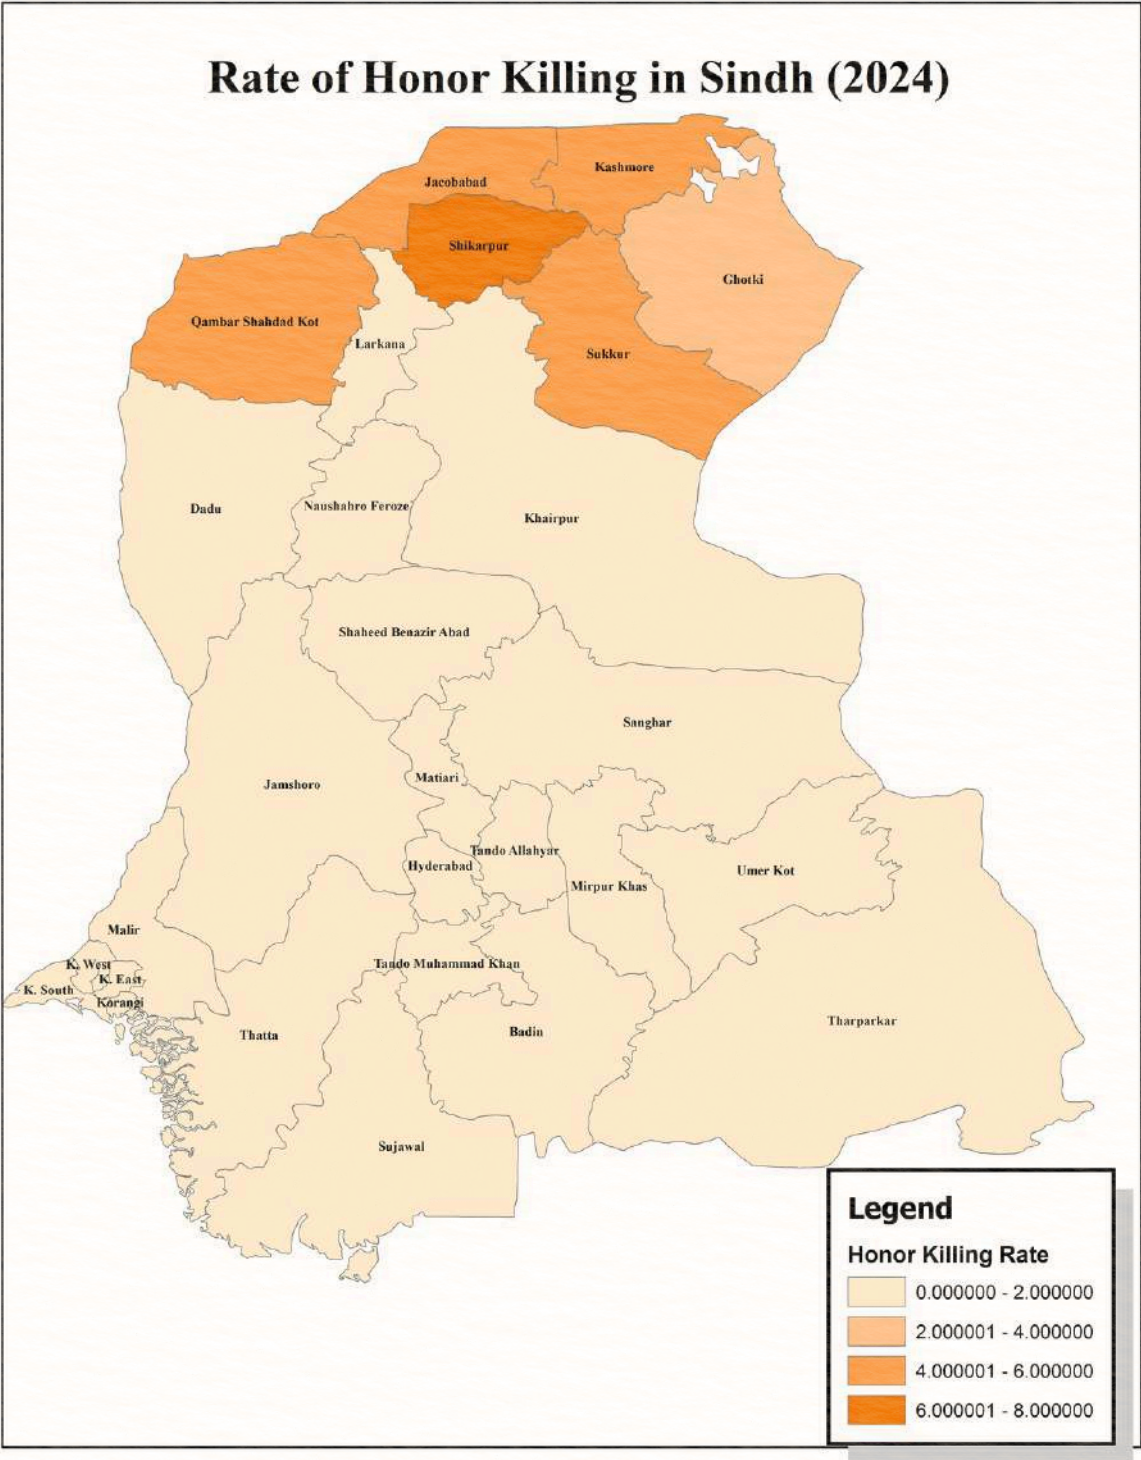 Rate of Honor Killing in Sindh (2024)
Kashmore
Jacobabad
Shikarpur
Ghotki
Qambar Shahdad Kot
Larkana
Sukkur
Dadu
Naushahro Feroze
Khairpur
Shaheed Benazir Abad
Sanghar
Matiari
Jamshoro
Tando Allahyar
Hyderabad
Umer Kot
Mirpur Khas
Malir
K. West
Tando Muhammad Khan
K. East
K. South
Korangi
Tharparkar
Badin
Thatta
Sujawal
Legend
Honor Killing Rate
0.000000 - 2.000000
2.000001 - 4.000000
4.000001 - 6.000000
6.000001 - 8.000000